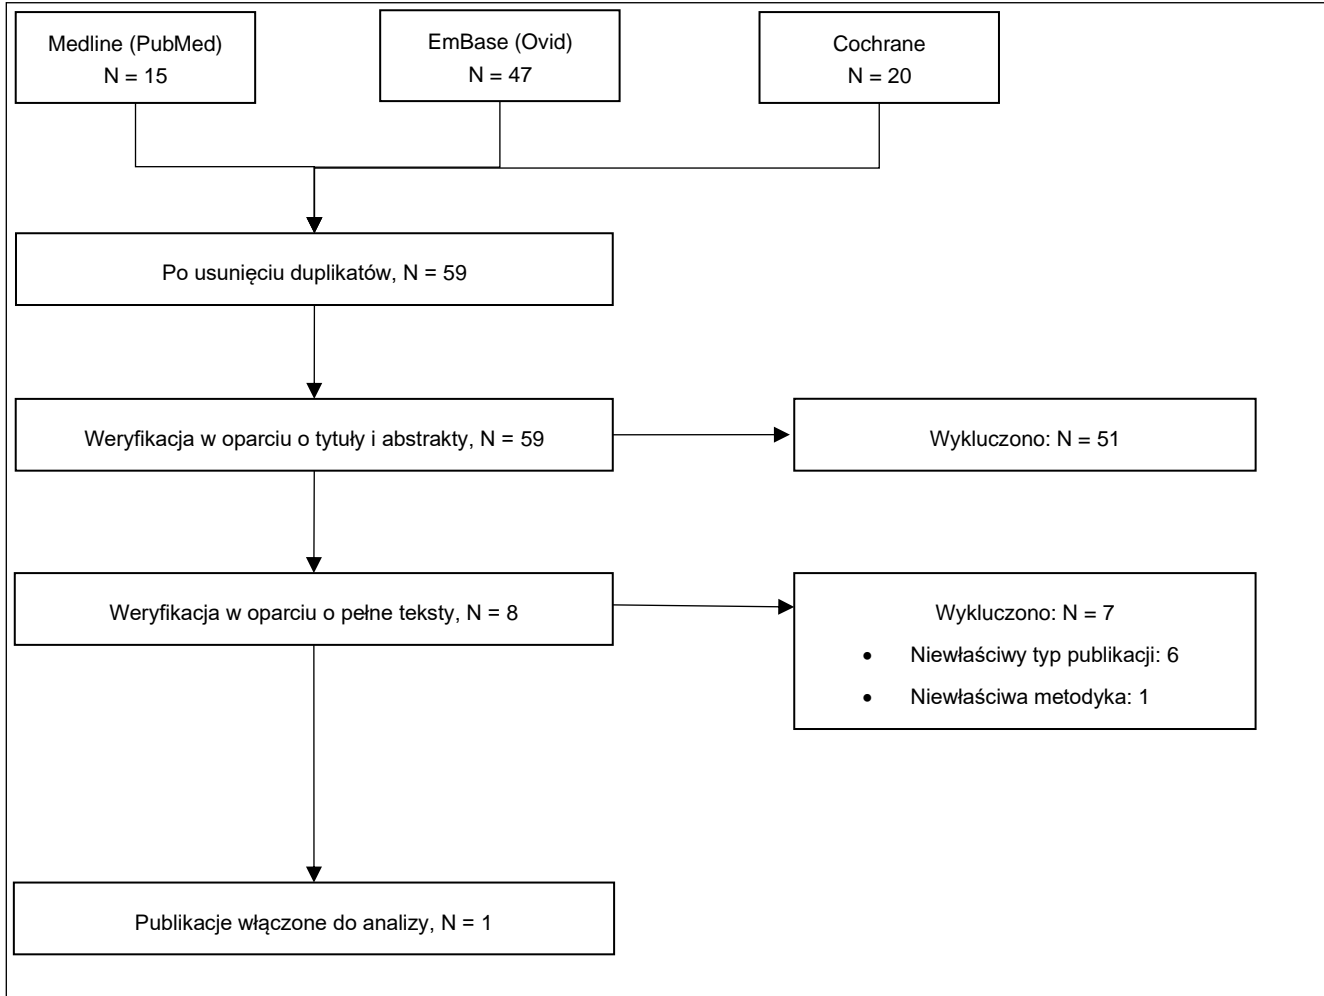 Medline (PubMed)
N = 15
EmBase (Ovid)
N = 47
Cochrane
N = 20
Po usunięciu duplikatów, N = 59
Weryfikacja w oparciu o tytuły i abstrakty, N = 59
Wykluczono: N = 51
Weryfikacja w oparciu o pełne teksty, N = 8
Wykluczono: N = 7
• Niewłaściwy typ publikacji: 6
• Niewłaściwa metodyka: 1
Publikacje włączone do analizy, N = 1